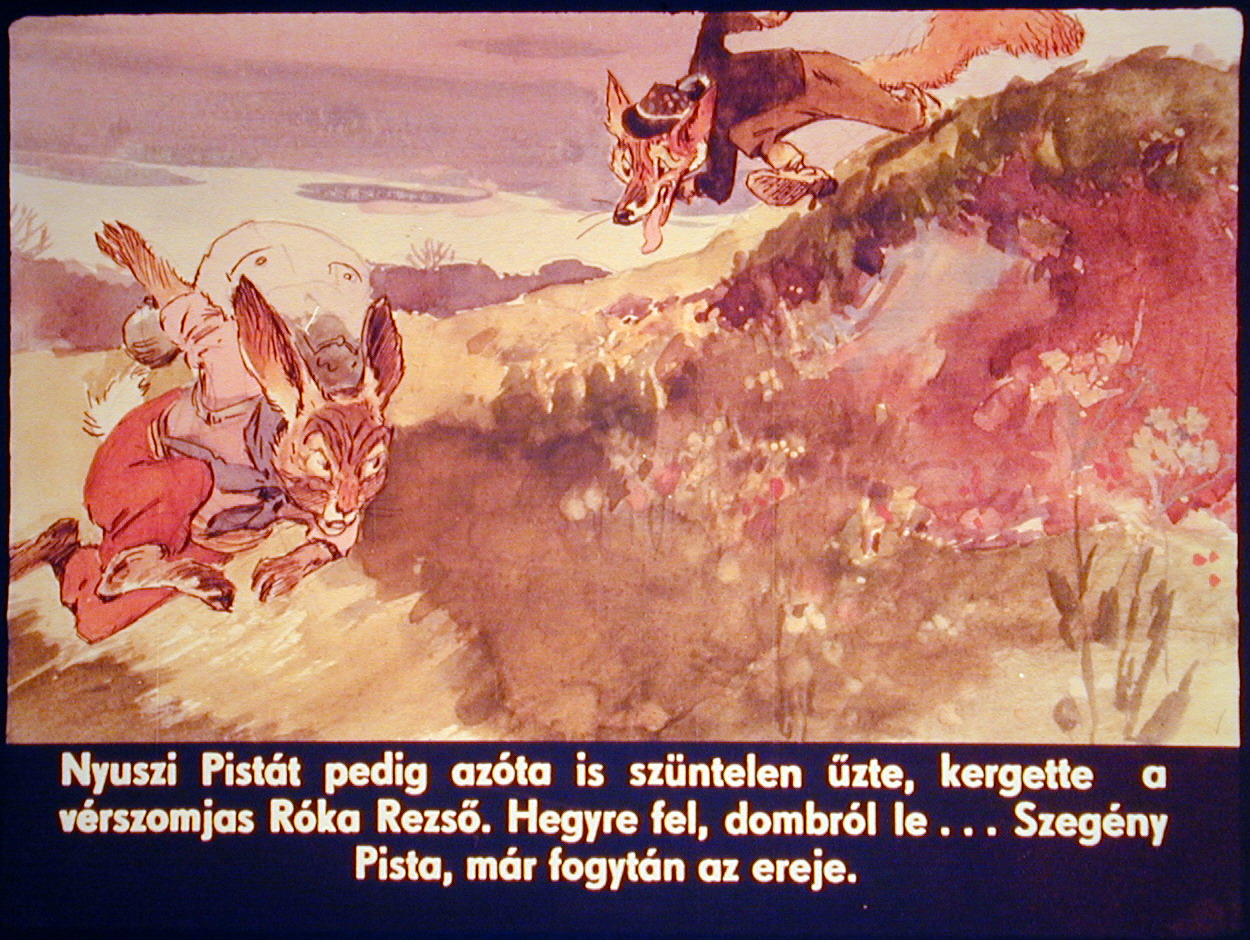 Nyuszi Pistát pedig azóta is szüntelen űzte, kergette a
vérszomjas Róka Rezső. Hegyre fel, dombról le . . . Szegény
Pista, már fogytán az ereje.